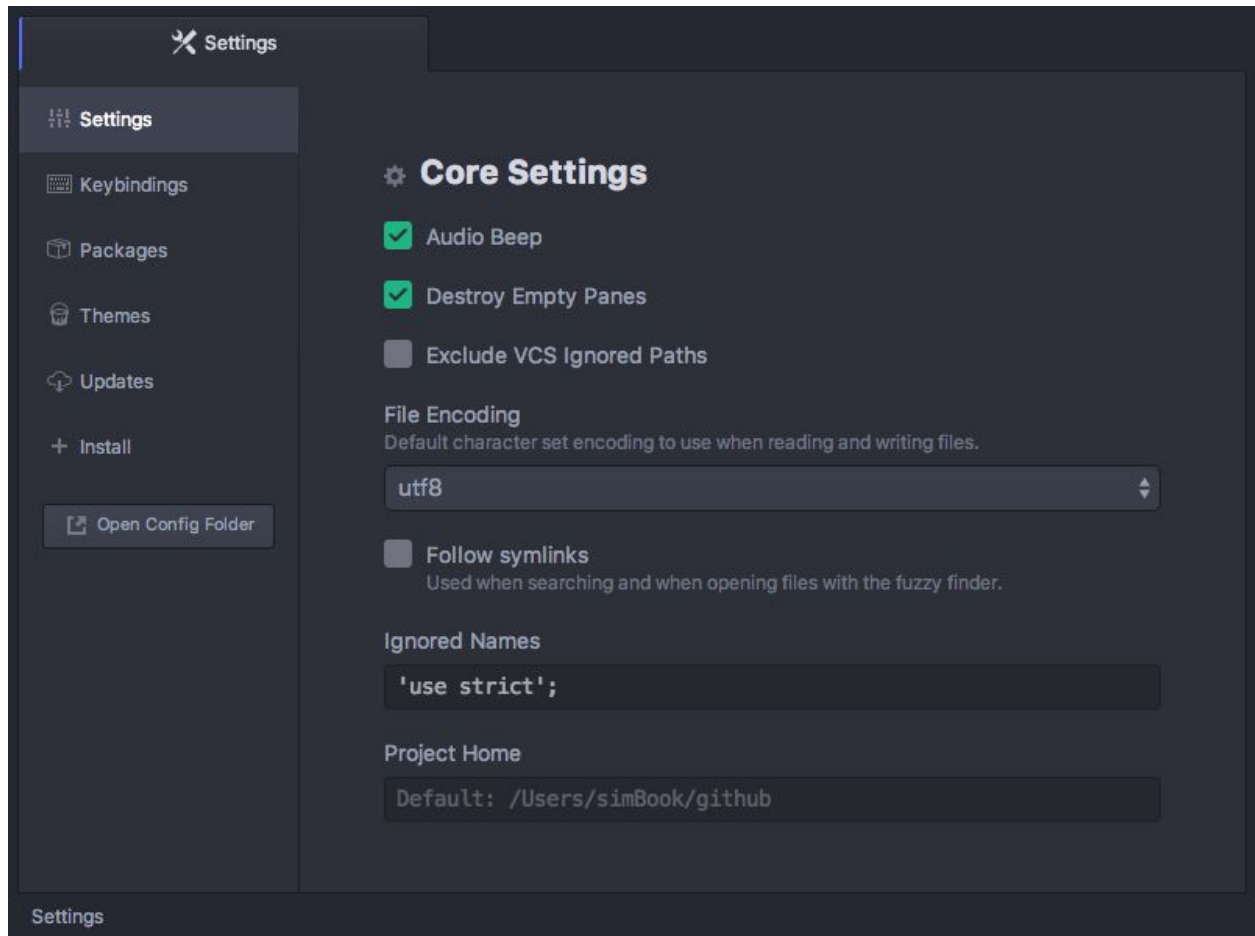 Settings
Settings
Keybindings
Packages
Themes
Updates
Install
Open Config Folder
Core Settings
Audio Beep
Destroy Empty Panes
Exclude VCS Ignored Paths
File Encoding
Default character set encoding to use when reading and writing files.
utf8
Follow symlinks
Used when searching and when opening files with the fuzzy finder.
Ignored Names
'use strict';
Project Home
Default: /Users/simBook/github
Settings